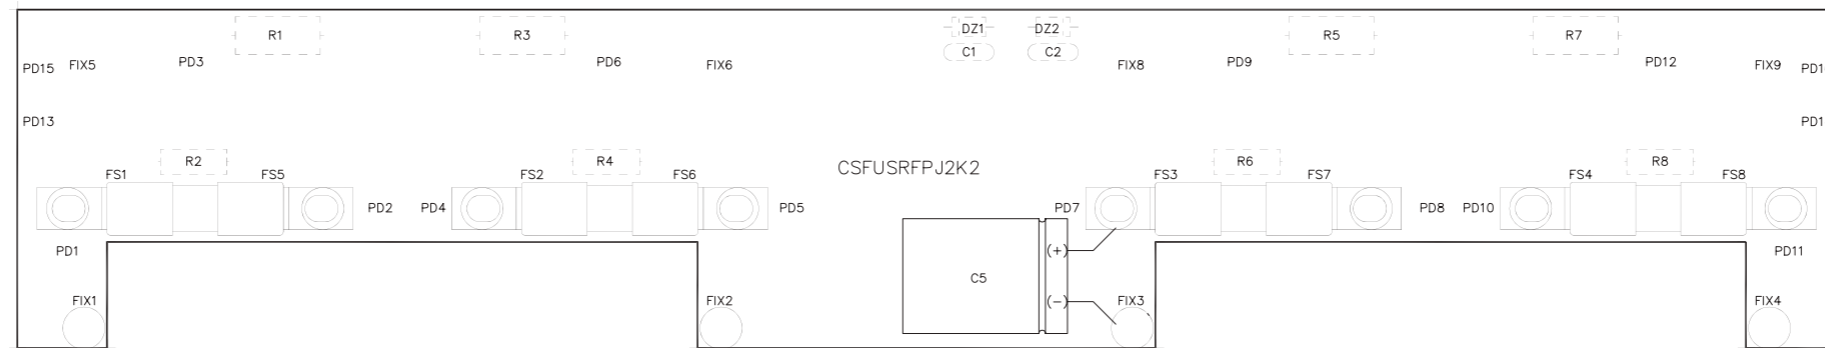 R1 R3 DZ1 DZ2 R5 R7
C1 C2
PD15 FIX5 PD3 PD6 FIX6 FIX8 PD9 PD12 FIX9
PD13
R2 R4 CSFUSRFPJ2K2 R6 R8
FS1 FS5 FS2 FS6 FS3 FS7 FS4 FS8
PD2 PD4 PD5 PD7 PD8 PD10
PD1 (+) PD11
C5
FIX1 FIX2 (-) FIX3 FIX4